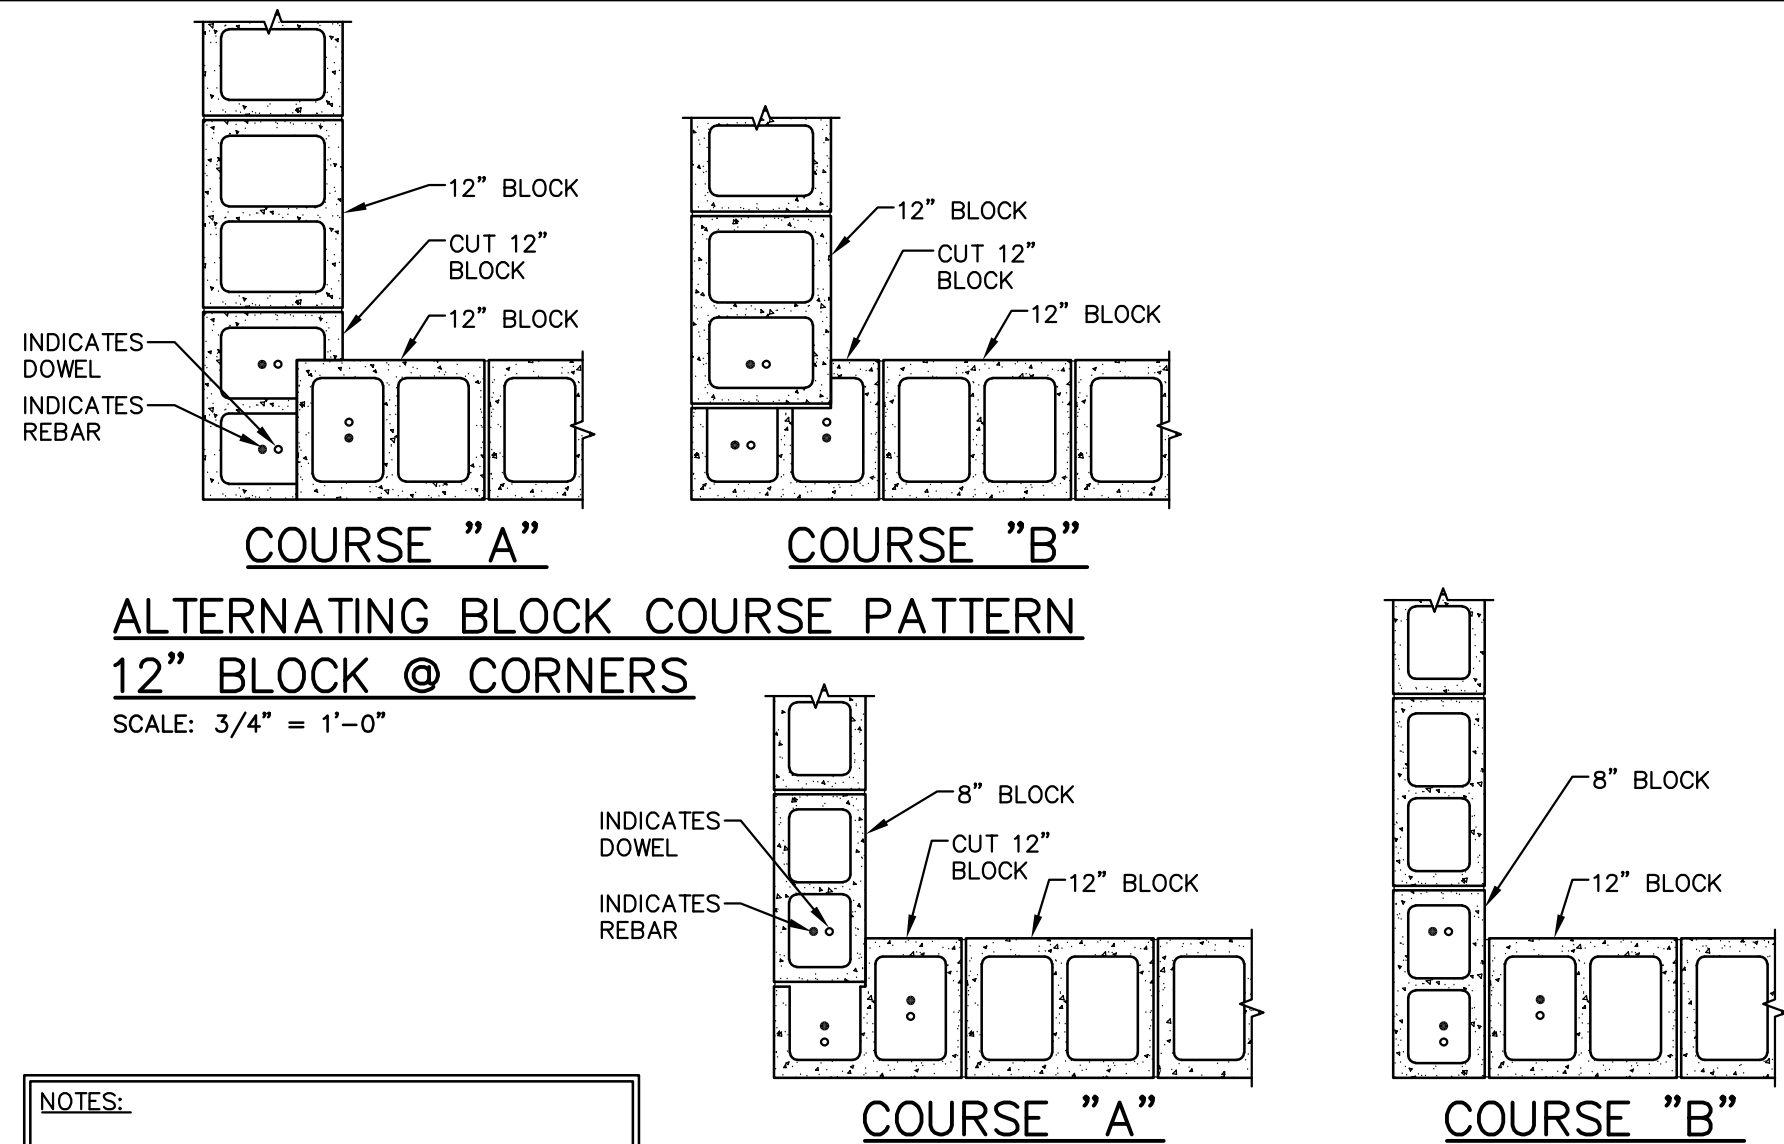 12” BLOCK
CUT 12”
BLOCK
12” BLOCK
INDICATES
DOWEL
INDICATES
REBAR
COURSE ”A”
12” BLOCK
CUT 12”
BLOCK
12” BLOCK
COURSE ”B”
ALTERNATING BLOCK COURSE PATTERN
12” BLOCK @ CORNERS
SCALE: 3/4” = 1’-0”
8” BLOCK
INDICATES
DOWEL
CUT 12”
BLOCK
12” BLOCK
INDICATES
REBAR
COURSE ”A”
8” BLOCK
12” BLOCK
COURSE ”B”
NOTES: